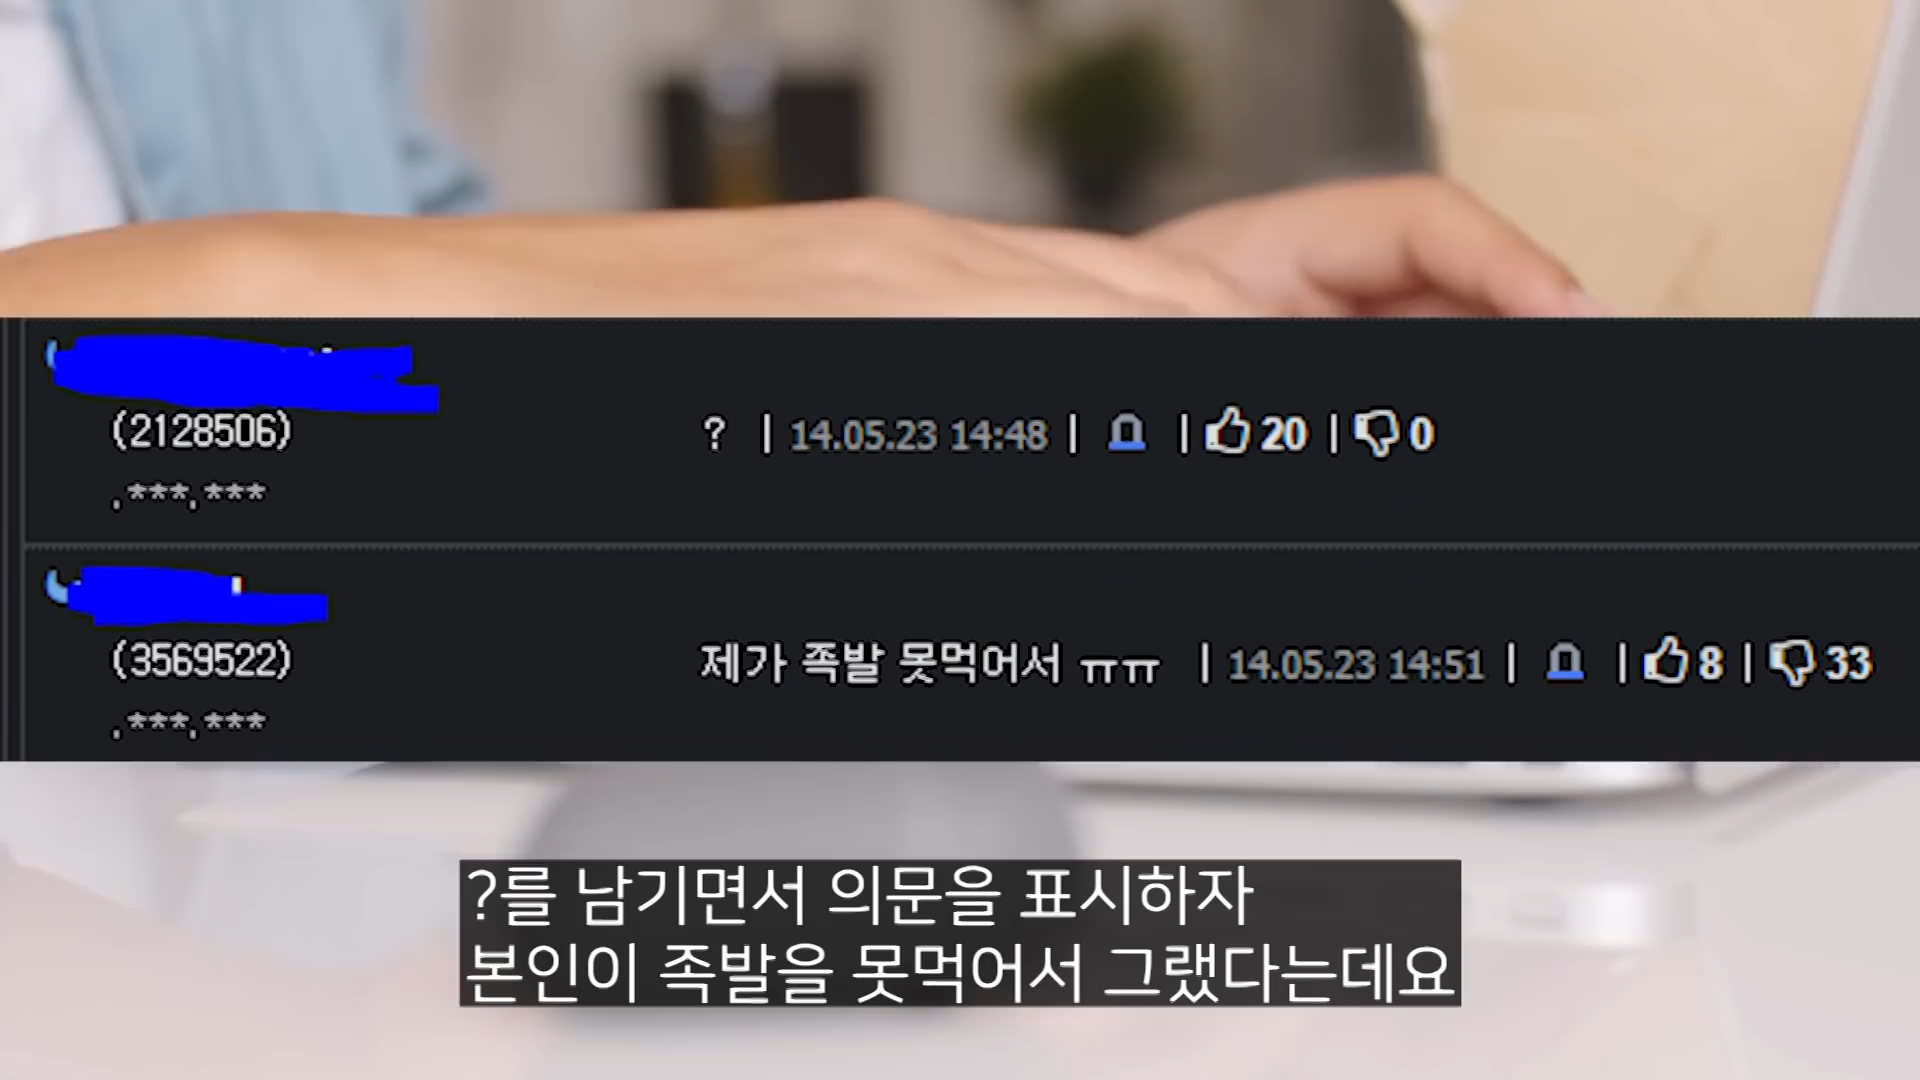 (2128506)
.***.***
? | 14.05.23 14:48 | | 20 | 0
(3569522)
.***.***
제가 족발 못먹어서 ㅠㅠ | 14.05.23 14:51 | | 8 | 33
?를 남기면서 의문을 표시하자
본인이 족발을 못먹어서 그랬다는데요